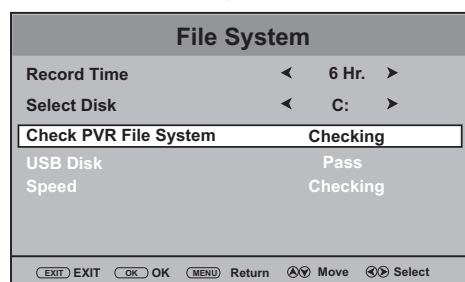 File System
Record Time 6 Hr.
Select Disk C:
Check PVR File System Checking
USB Disk Pass
Speed Checking
EXIT EXIT OK OK MENU Return Move Select